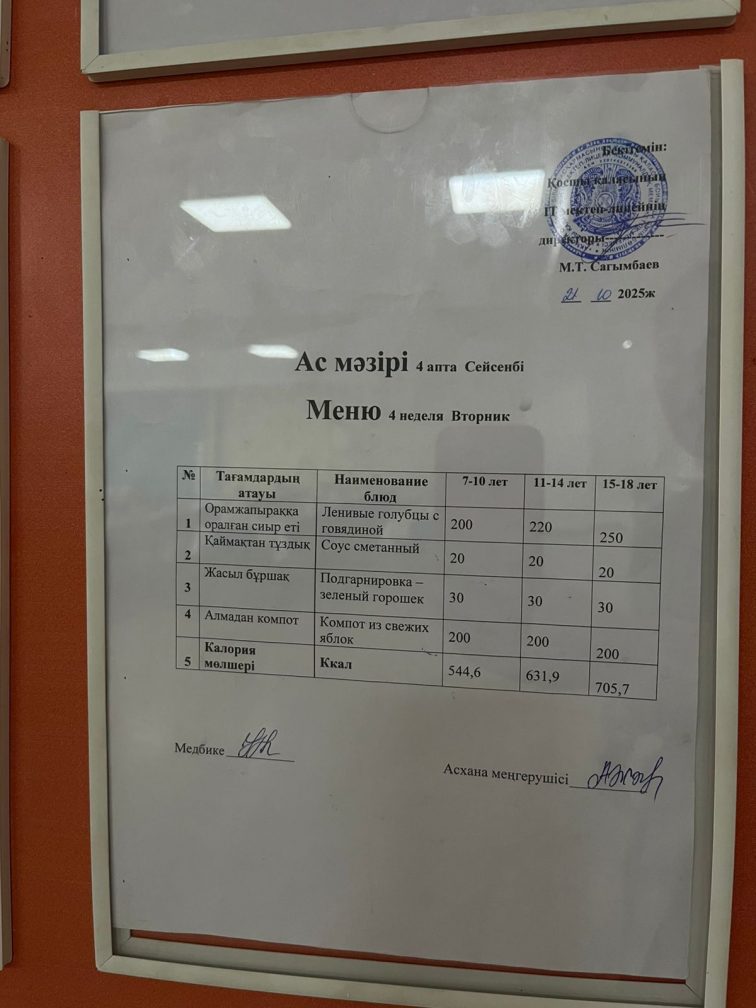 Бекітемін:
Қосшы қаласының
IT мектеп-лицейнің
директоры-------------
М.Т. Сагымбаев
21 10 2025ж
Ас мәзірі 4 апта Сейсенбі
Меню 4 неделя Вторник
№ Тағамдардың атауы Наименование блюд 7-10 лет 11-14 лет 15-18 лет
1 Орамжапыраққа оралған сиыр еті Ленивые голубцы с говядиной 200 220 250
2 Қаймақтан тұздық Соус сметанный 20 20 20
3 Жасыл бұршақ Подгарнировка – зеленый горошек 30 30 30
4 Алмадан компот Компот из свежих яблок 200 200 200
5 Калория мөлшері Ккал 544,6 631,9 705,7
Медбике
Асхана меңгерушісі